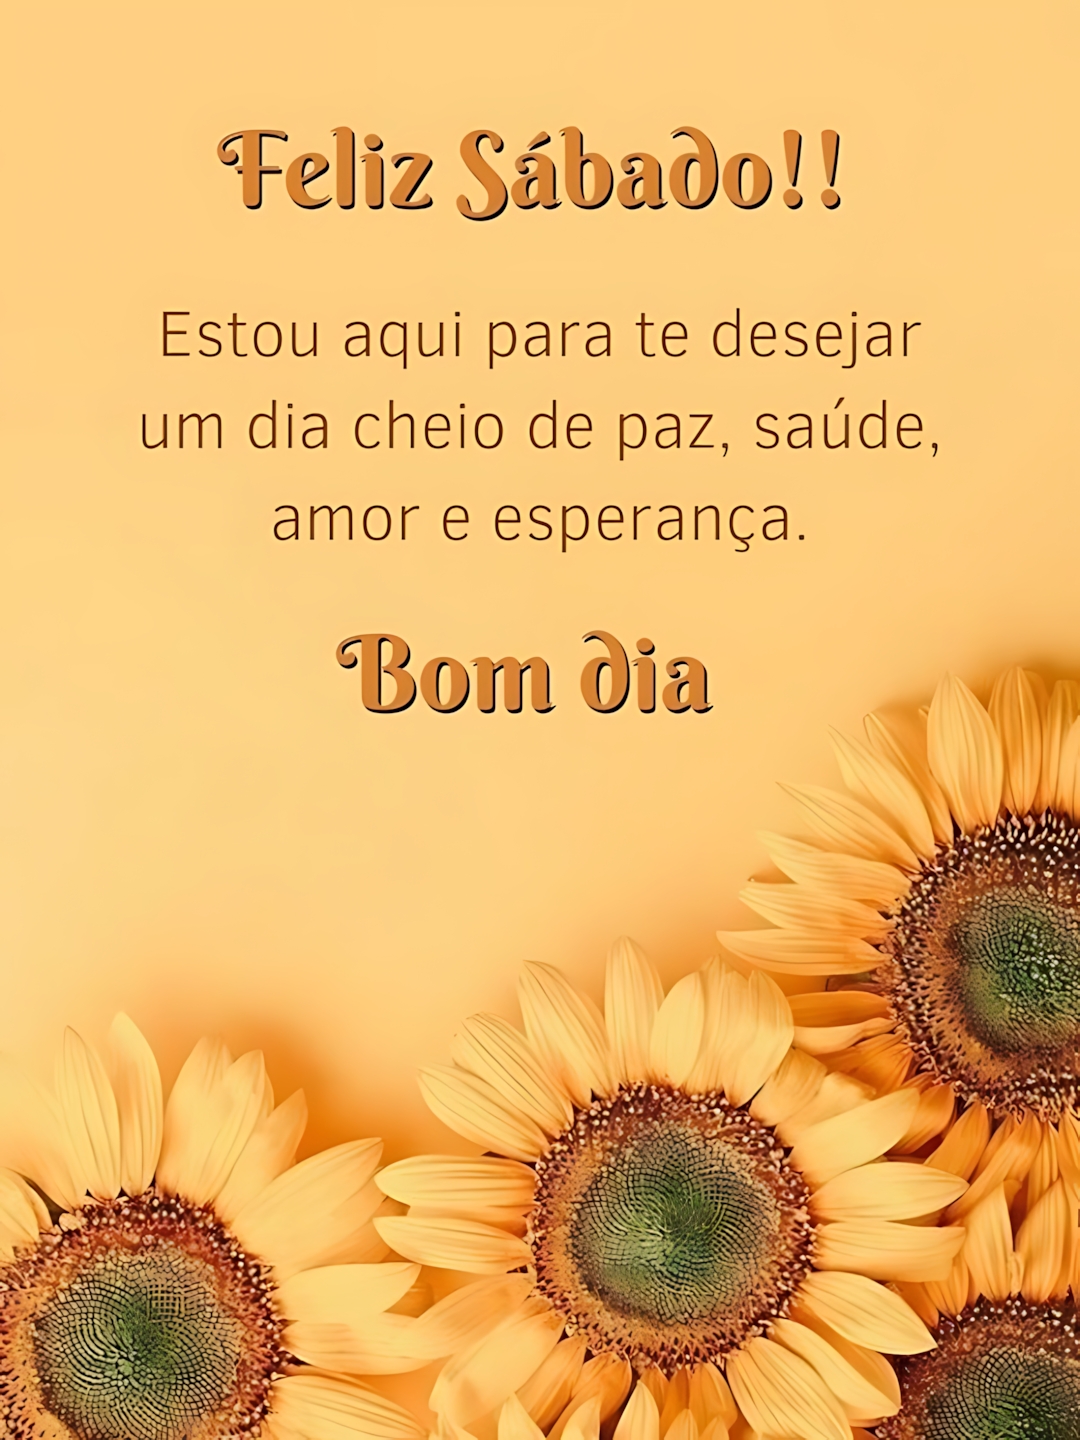 Feliz Sábado!!
Estou aqui para te desejar
um dia cheio de paz, saúde,
amor e esperança.
Bom dia